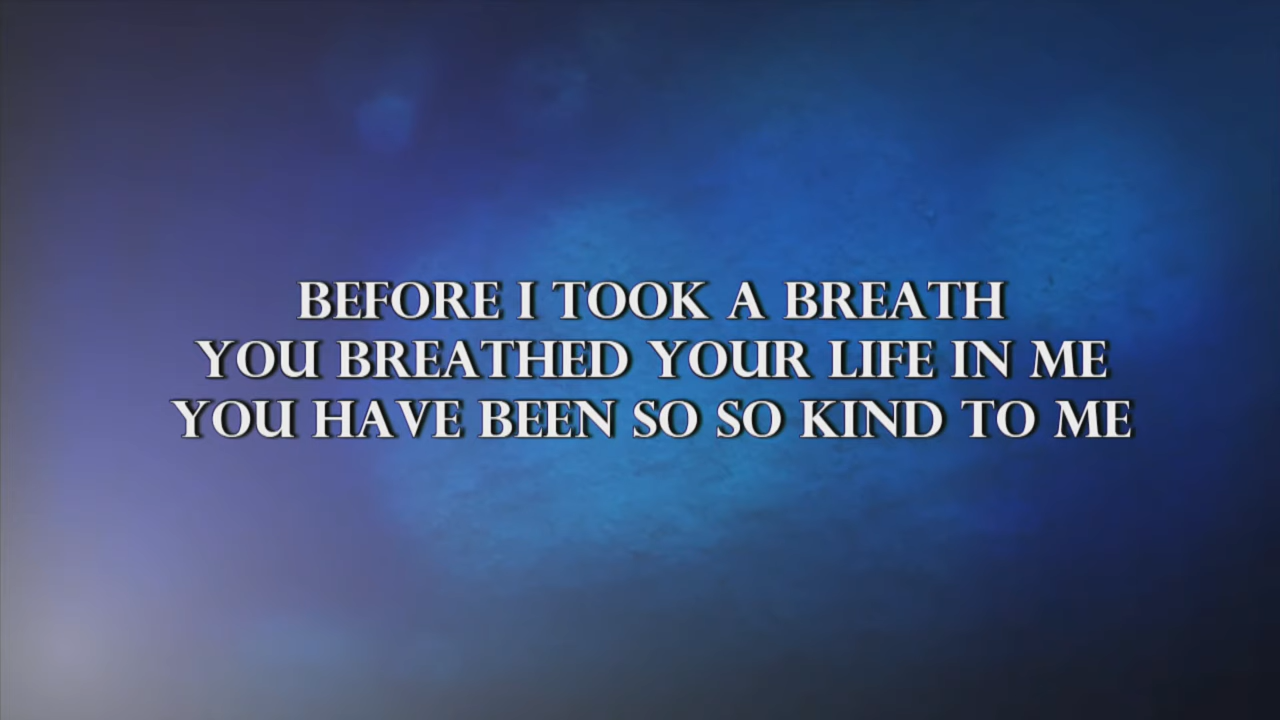 BEFORE I TOOK A BREATH
YOU BREATHED YOUR LIFE IN ME
YOU HAVE BEEN SO SO KIND TO ME